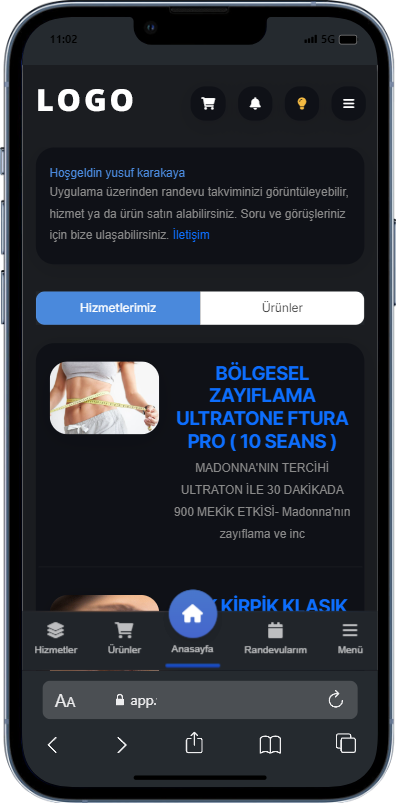 11:02
5G
LOGO
Hoşgeldin yusuf karakaya
Uygulama üzerinden randevu takviminizi görüntüleyebilir,
hizmet ya da ürün satın alabilirsiniz. Soru ve görüşleriniz
için bize ulaşabilirsiniz. İletişim
Hizmetlerimiz
Ürünler
BÖLGESEL
ZAYIFLAMA
ULTRATONE FTURA
PRO ( 10 SEANS )
MADONNA'NIN TERCİHİ
ULTRATON İLE 30 DAKİKADA
900 MEKİK ETKİSİ- Madonna'nın
zayıflama ve inc
KİRPİK KLASIK
Hizmetler
Ürünler
Anasayfa
Randevularım
Menü
AA
app.